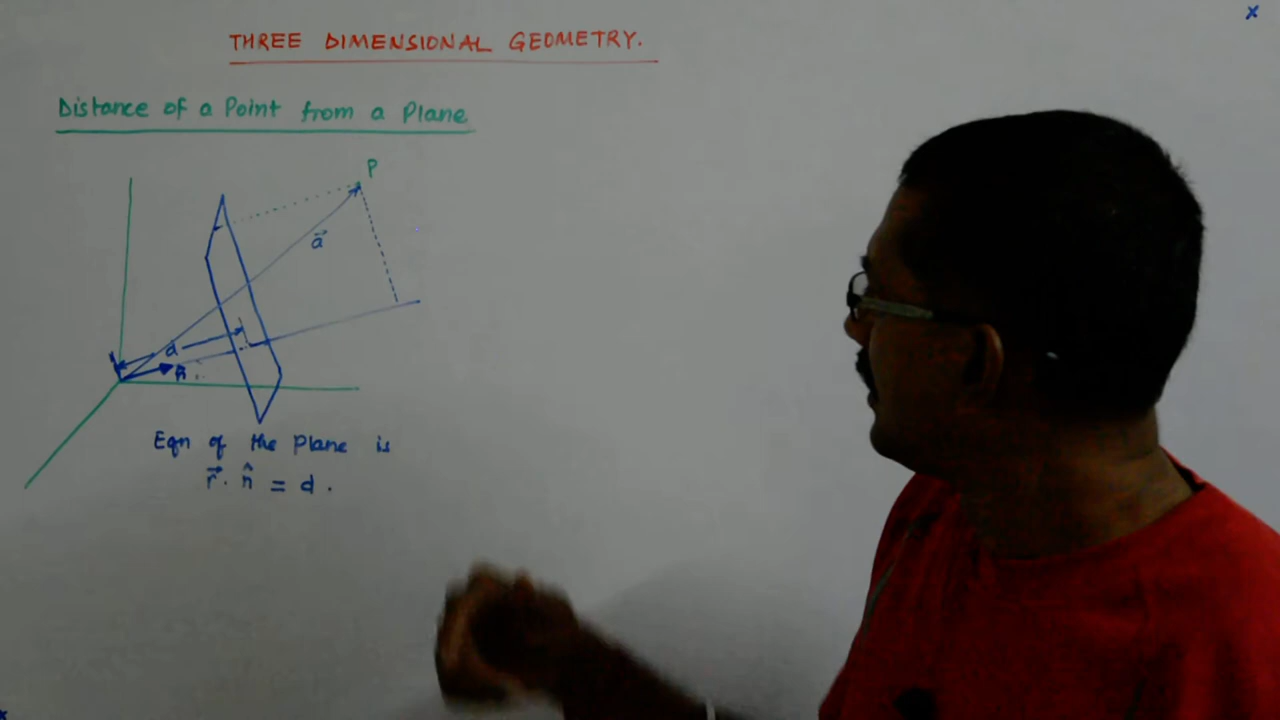 THREE DIMENSIONAL GEOMETRY.
Distance of a Point from a Plane
P
a⃗
d
n̂
Eqn of the Plane is
r⃗. n̂ = d.